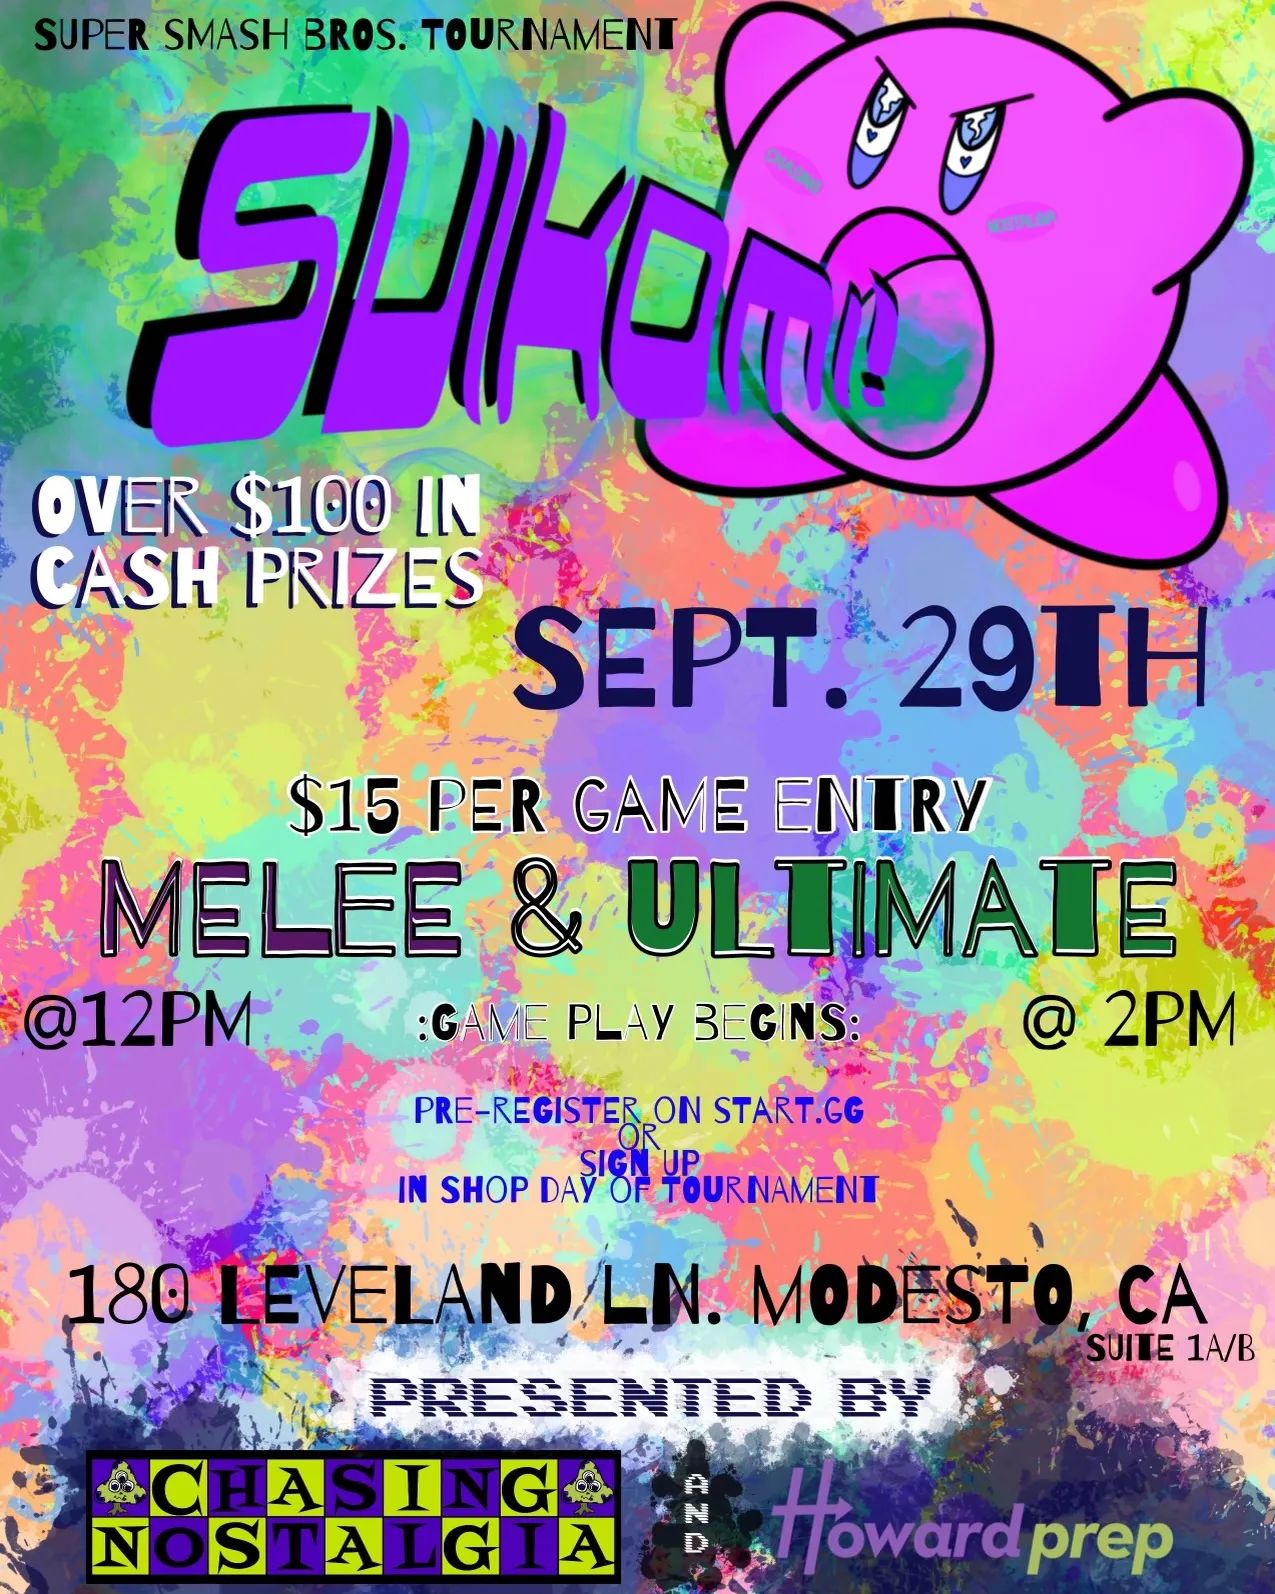 SUPER SMASH BROS. TOURNAMENT
SUIKOMI!
CHASING
NOSTALGIA
OVER $100 IN
CASH PRIZES
SEPT. 29TH
$15 PER GAME ENTRY
MELEE & ULTIMATE
@12PM :GAME PLAY BEGINS: @ 2PM
PRE-REGISTER ON START.GG
OR
SIGN UP
IN SHOP DAY OF TOURNAMENT
180 LEVELAND LN. MODESTO, CA
SUITE 1A/B
PRESENTED BY
CHASING
NOSTALGIA
AND
Howard prep